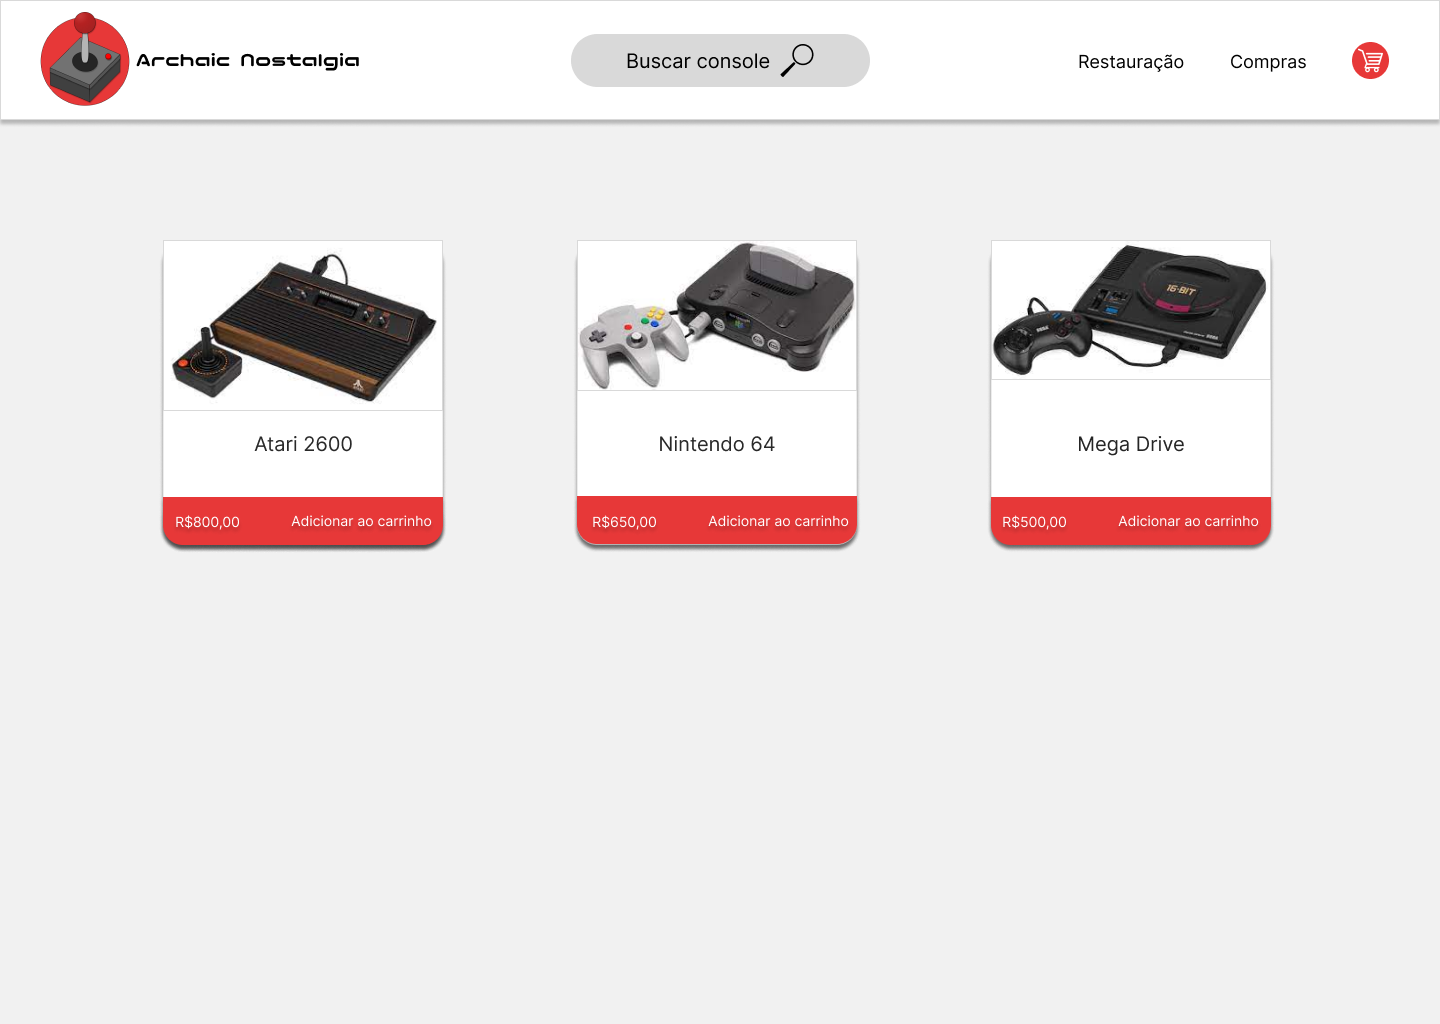 Archaic Nostalgia
Buscar console
Restauração
Compras
16-BIT
Atari 2600
Nintendo 64
Mega Drive
R$800,00
Adicionar ao carrinho
R$650,00
Adicionar ao carrinho
R$500,00
Adicionar ao carrinho